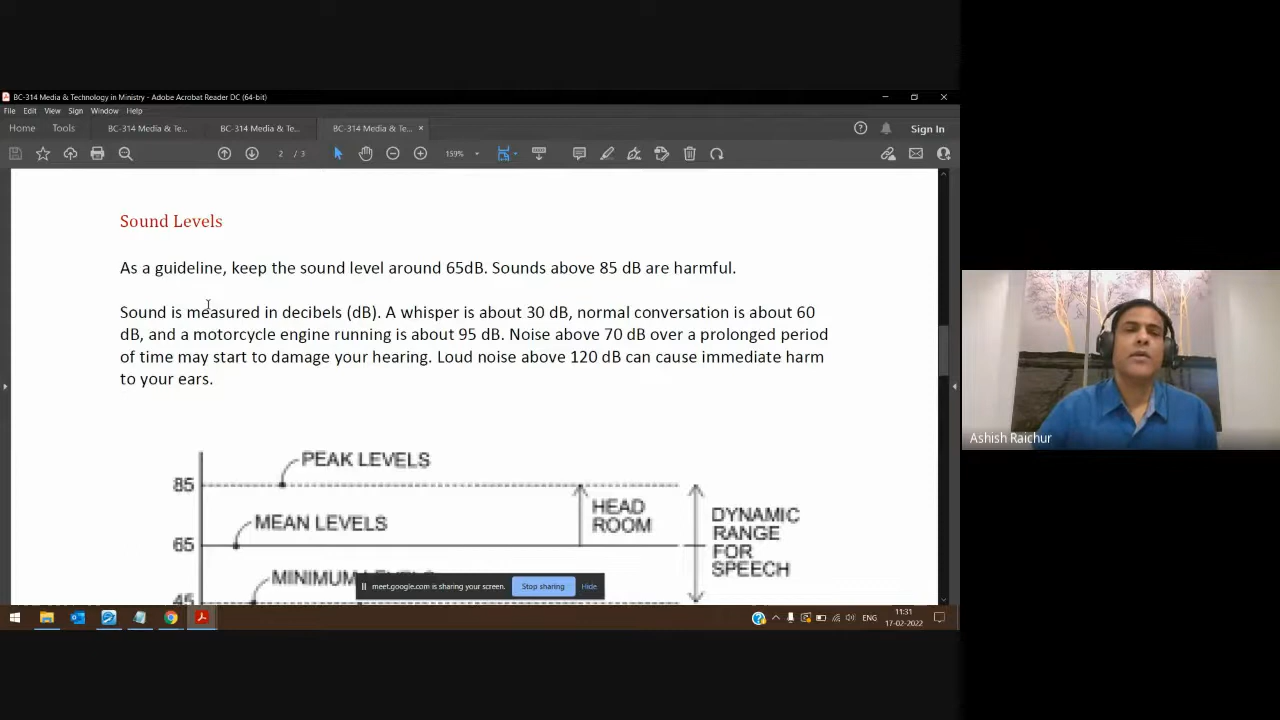 BC-314 Media & Technology in Ministry - Adobe Acrobat Reader DC (64-bit)
File Edit View Sign Window Help
Home Tools BC-314 Media & Te... BC-314 Media & Te... BC-314 Media & Te... × Sign In
2 / 3 159%
Sound Levels
As a guideline, keep the sound level around 65dB. Sounds above 85 dB are harmful.
Sound is measured in decibels (dB). A whisper is about 30 dB, normal conversation is about 60
dB, and a motorcycle engine running is about 95 dB. Noise above 70 dB over a prolonged period
of time may start to damage your hearing. Loud noise above 120 dB can cause immediate harm
to your ears.
PEAK LEVELS
85
HEAD
ROOM
MEAN LEVELS
DYNAMIC
RANGE
FOR
SPEECH
65
MINIMUM
45
meet.google.com is sharing your screen. Stop sharing Hide
ENG
11:31
17-02-2022
Ashish Raichur